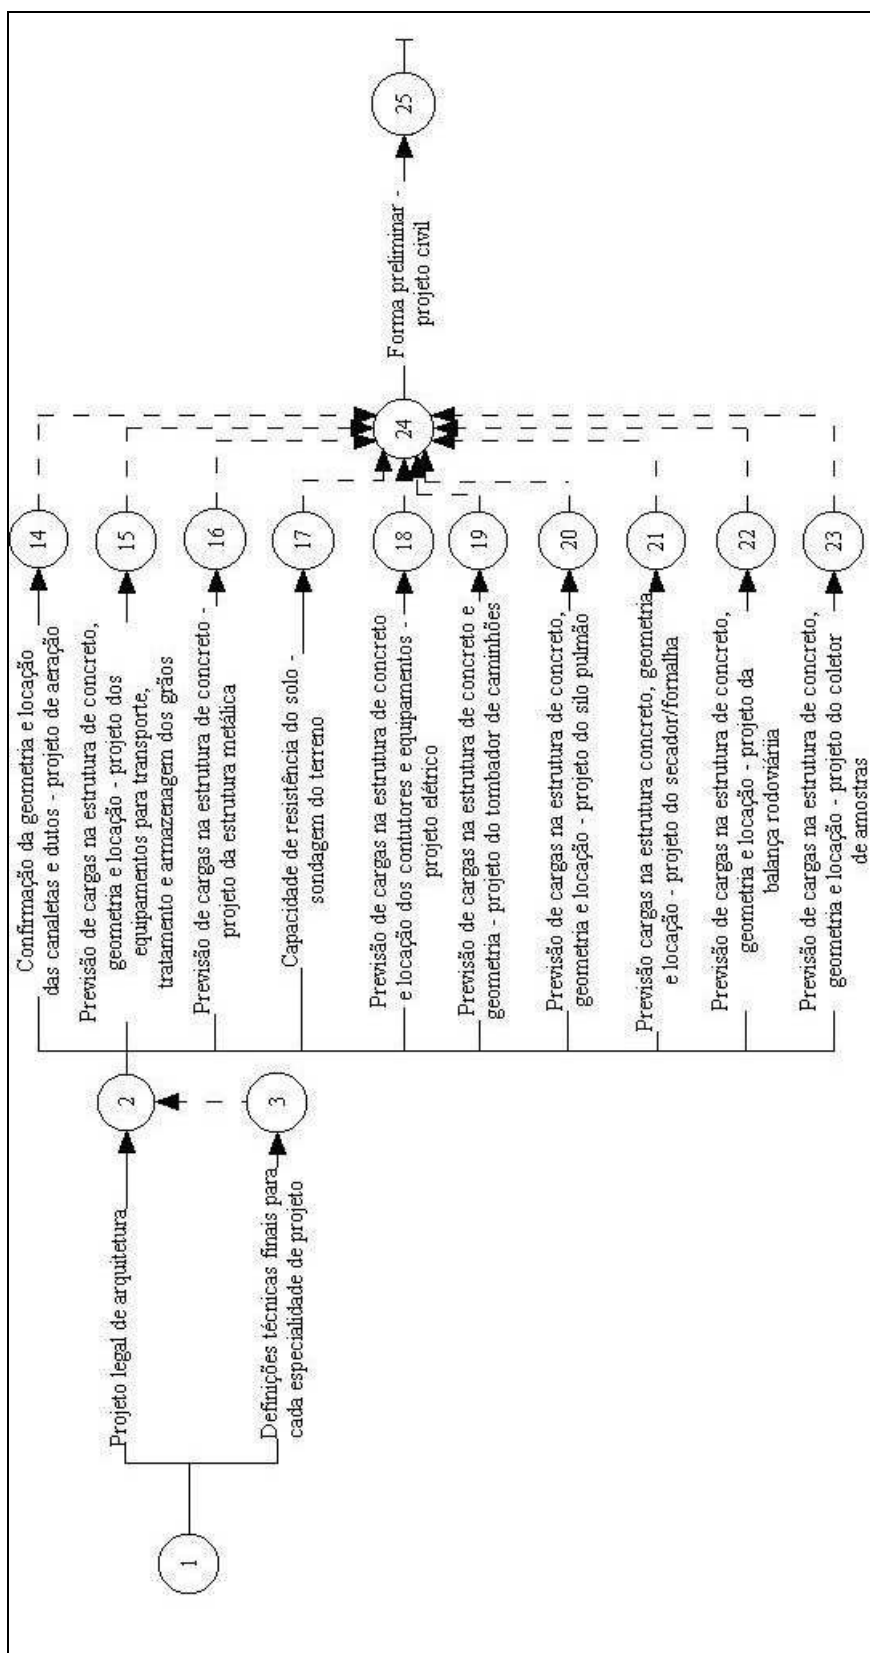 1
Projeto legal de arquitetura
Definições técnicas finais para
cada especialidade de projeto
2
3
Confirmação da geometria e locação
das canaletas e dutos - projeto de aeração
Previsão de cargas na estrutura de concreto,
geometria e locação - projeto dos
equipamentos para transporte,
tratamento e armazenagem dos grãos
Previsão de cargas na estrutura de concreto -
projeto da estrutura metálica
Capacidade de resistência do solo -
sondagem do terreno
Previsão de cargas na estrutura de concreto
e locação dos contutores e equipamentos -
projeto elétrico
Previsão de cargas na estrutura de concreto e
geometria - projeto do tombador de caminhões
Previsão de cargas na estrutura de concreto,
geometria e locação - projeto do silo pulmão
Previsão cargas na estrutura concreto, geometria
e locação - projeto do secador/fornalha
Previsão de cargas na estrutura de concreto,
geometria e locação - projeto da
balança rodoviáriia
Previsão de cargas na estrutura de concreto,
geometria e locação - projeto do coletor
de amostras
14
15
16
17
18
19
20
21
22
23
24
Forma preliminar -
projeto civil
25